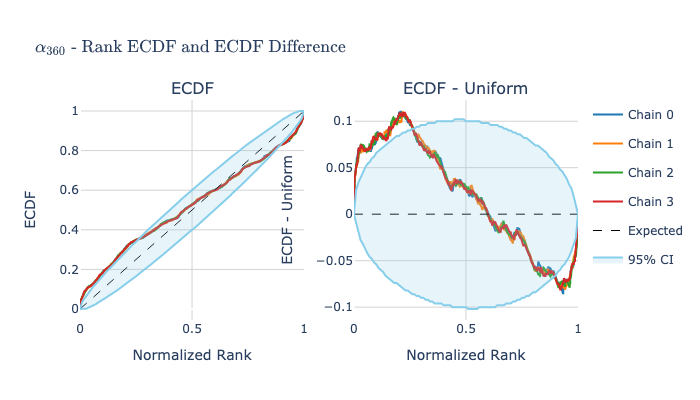 α360 - Rank ECDF and ECDF Difference
ECDF
ECDF - Uniform
ECDF
1
0.8
0.6
0.4
0.2
0
0
0.5
1
Normalized Rank
ECDF - Uniform
0.1
0.05
0
−0.05
−0.1
0
0.5
1
Normalized Rank
Chain 0
Chain 1
Chain 2
Chain 3
Expected
95% CI